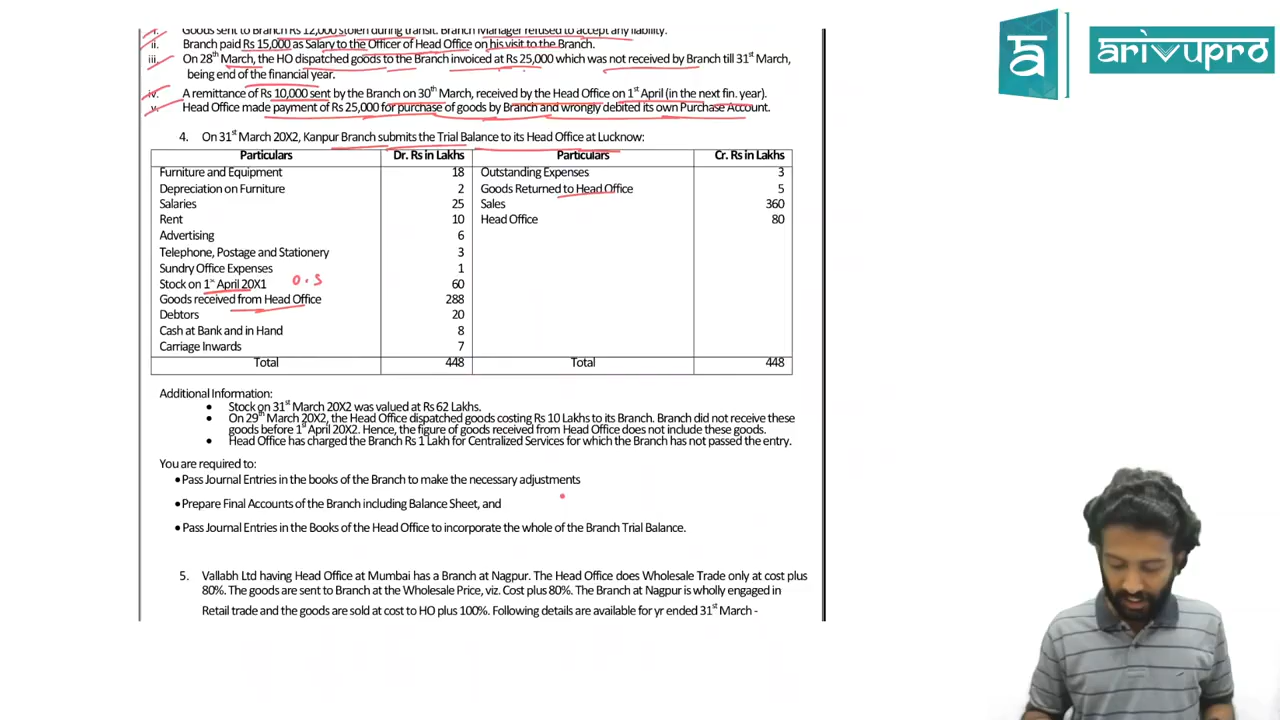 Goods sent to Branch Rs 12,000 stolen during transit. Branch Manager refused to accept any liability.
ii. Branch paid Rs 15,000 as Salary to the Officer of Head Office on his visit to the Branch.
iii. On 28th March, the HO dispatched goods to the Branch invoiced at Rs 25,000 which was not received by Branch till 31st March,
being end of the financial year.
iv. A remittance of Rs 10,000 sent by the Branch on 30th March, received by the Head Office on 1st April (in the next fin. year).
v. Head Office made payment of Rs 25,000 for purchase of goods by Branch and wrongly debited its own Purchase Account.
arivupro
4. On 31st March 20X2, Kanpur Branch submits the Trial Balance to its Head Office at Lucknow:
Particulars Dr. Rs in Lakhs Particulars Cr. Rs in Lakhs
Furniture and Equipment 18 Outstanding Expenses 3
Depreciation on Furniture 2 Goods Returned to Head Office 5
Salaries 25 Sales 360
Rent 10 Head Office 80
Advertising 6
Telephone, Postage and Stationery 3
Sundry Office Expenses 1
Stock on 1st April 20X1 O.S 60
Goods received from Head Office 288
Debtors 20
Cash at Bank and in Hand 8
Carriage Inwards 7
Total 448 Total 448
Additional Information:
• Stock on 31st March 20X2 was valued at Rs 62 Lakhs.
• On 29th March 20X2, the Head Office dispatched goods costing Rs 10 Lakhs to its Branch. Branch did not receive these
goods before 1st April 20X2. Hence, the figure of goods received from Head Office does not include these goods.
• Head Office has charged the Branch Rs 1 Lakh for Centralized Services for which the Branch has not passed the entry.
You are required to:
•Pass Journal Entries in the books of the Branch to make the necessary adjustments
•Prepare Final Accounts of the Branch including Balance Sheet, and
•Pass Journal Entries in the Books of the Head Office to incorporate the whole of the Branch Trial Balance.
5. Vallabh Ltd having Head Office at Mumbai has a Branch at Nagpur. The Head Office does Wholesale Trade only at cost plus
80%. The goods are sent to Branch at the Wholesale Price, viz. Cost plus 80%. The Branch at Nagpur is wholly engaged in
Retail trade and the goods are sold at cost to HO plus 100%. Following details are available for yr ended 31st March -